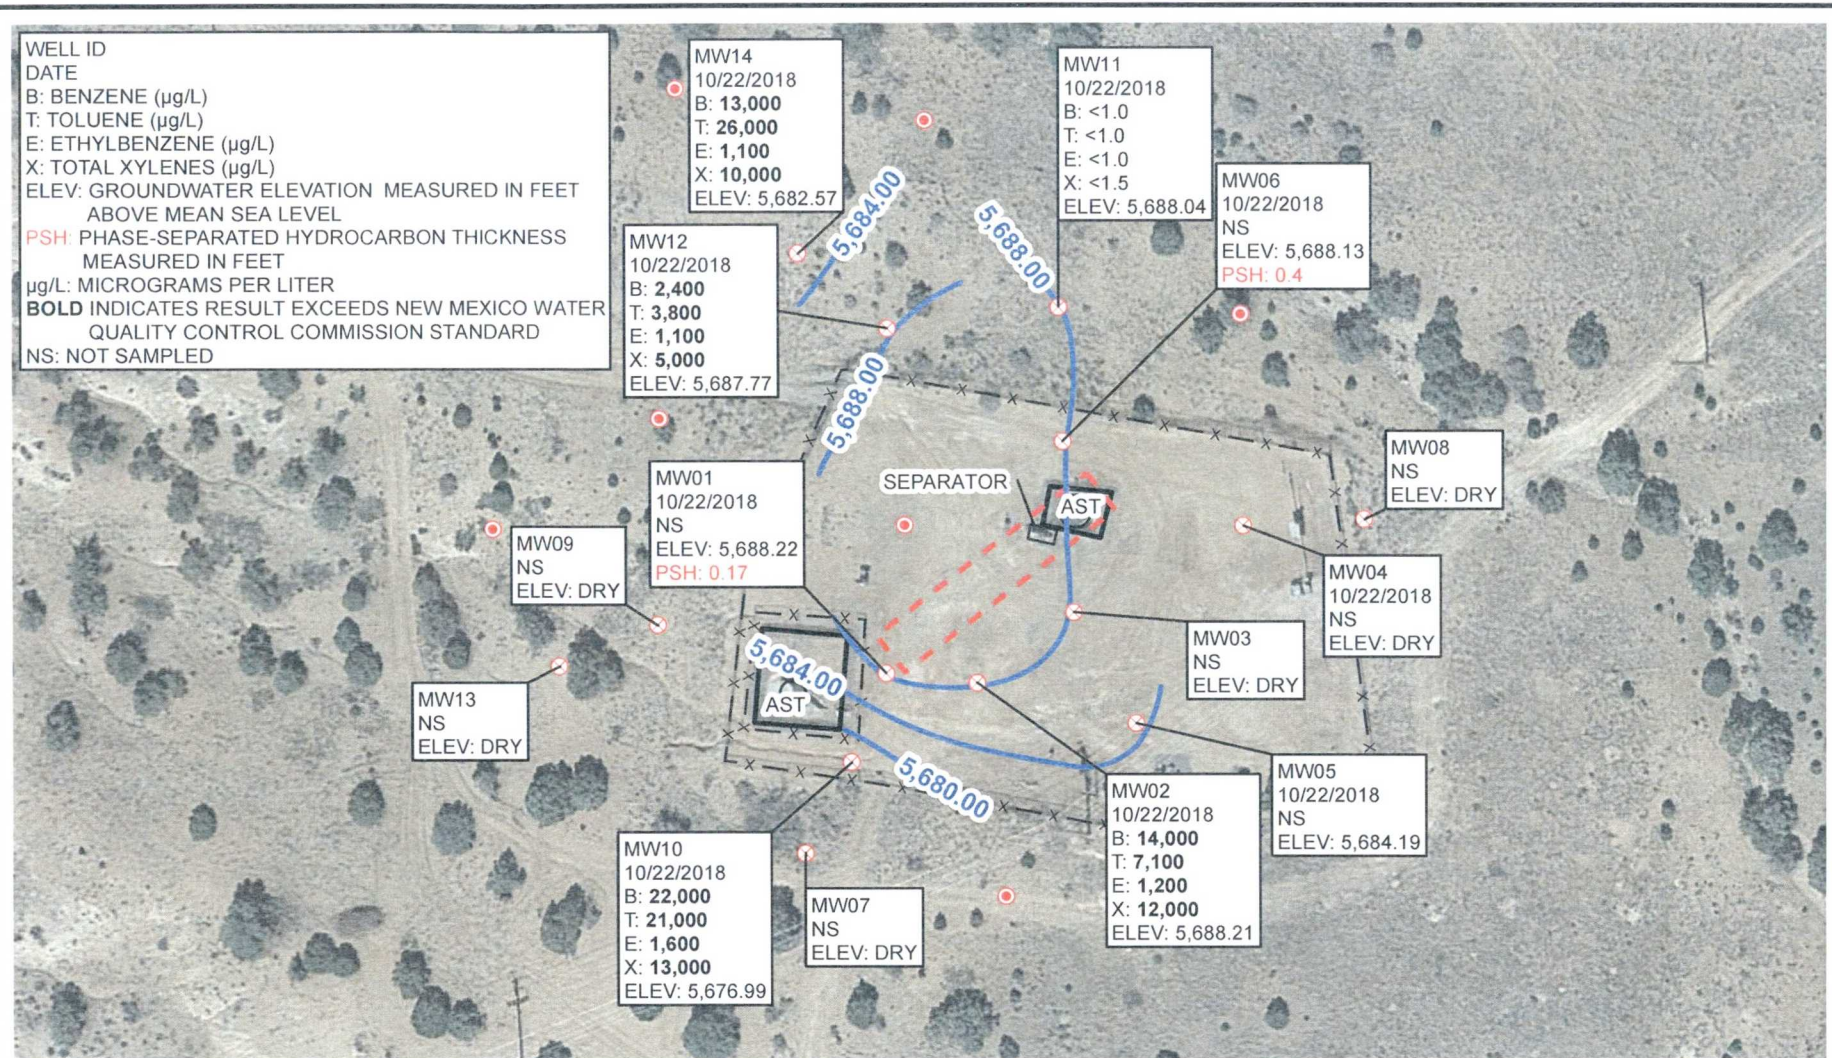 WELL ID
DATE
B: BENZENE (µg/L)
T: TOLUENE (µg/L)
E: ETHYLBENZENE (µg/L)
X: TOTAL XYLENES (µg/L)
ELEV: GROUNDWATER ELEVATION MEASURED IN FEET
ABOVE MEAN SEA LEVEL
PSH: PHASE-SEPARATED HYDROCARBON THICKNESS
MEASURED IN FEET
µg/L: MICROGRAMS PER LITER
BOLD INDICATES RESULT EXCEEDS NEW MEXICO WATER
QUALITY CONTROL COMMISSION STANDARD
NS: NOT SAMPLED
MW14
10/22/2018
B: 13,000
T: 26,000
E: 1,100
X: 10,000
ELEV: 5,682.57
MW11
10/22/2018
B: <1.0
T: <1.0
E: <1.0
X: <1.5
ELEV: 5,688.04
MW06
10/22/2018
NS
ELEV: 5,688.13
PSH: 0.4
5,684.00
5,688.00
MW12
10/22/2018
B: 2,400
T: 3,800
E: 1,100
X: 5,000
ELEV: 5,687.77
5,688.00
MW08
NS
ELEV: DRY
MW01
10/22/2018
NS
ELEV: 5,688.22
PSH: 0.17
SEPARATOR
AST
MW09
NS
ELEV: DRY
MW04
10/22/2018
NS
ELEV: DRY
MW03
NS
ELEV: DRY
5,684.00
AST
MW13
NS
ELEV: DRY
5,680.00
MW05
10/22/2018
NS
ELEV: 5,684.19
MW02
10/22/2018
B: 14,000
T: 7,100
E: 1,200
X: 12,000
ELEV: 5,688.21
MW10
10/22/2018
B: 22,000
T: 21,000
E: 1,600
X: 13,000
ELEV: 5,676.99
MW07
NS
ELEV: DRY